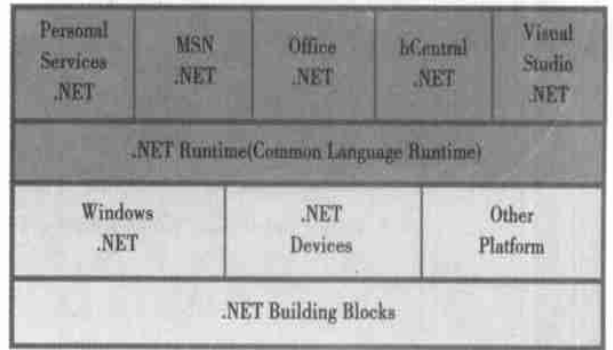 Personal
Services
.NET
MSN
.NET
Office
.NET
bCentral
.NET
Visual
Studio
.NET
.NET Runtime(Common Language Runtime)
Windows
.NET
.NET
Devices
Other
Platform
.NET Building Blocks